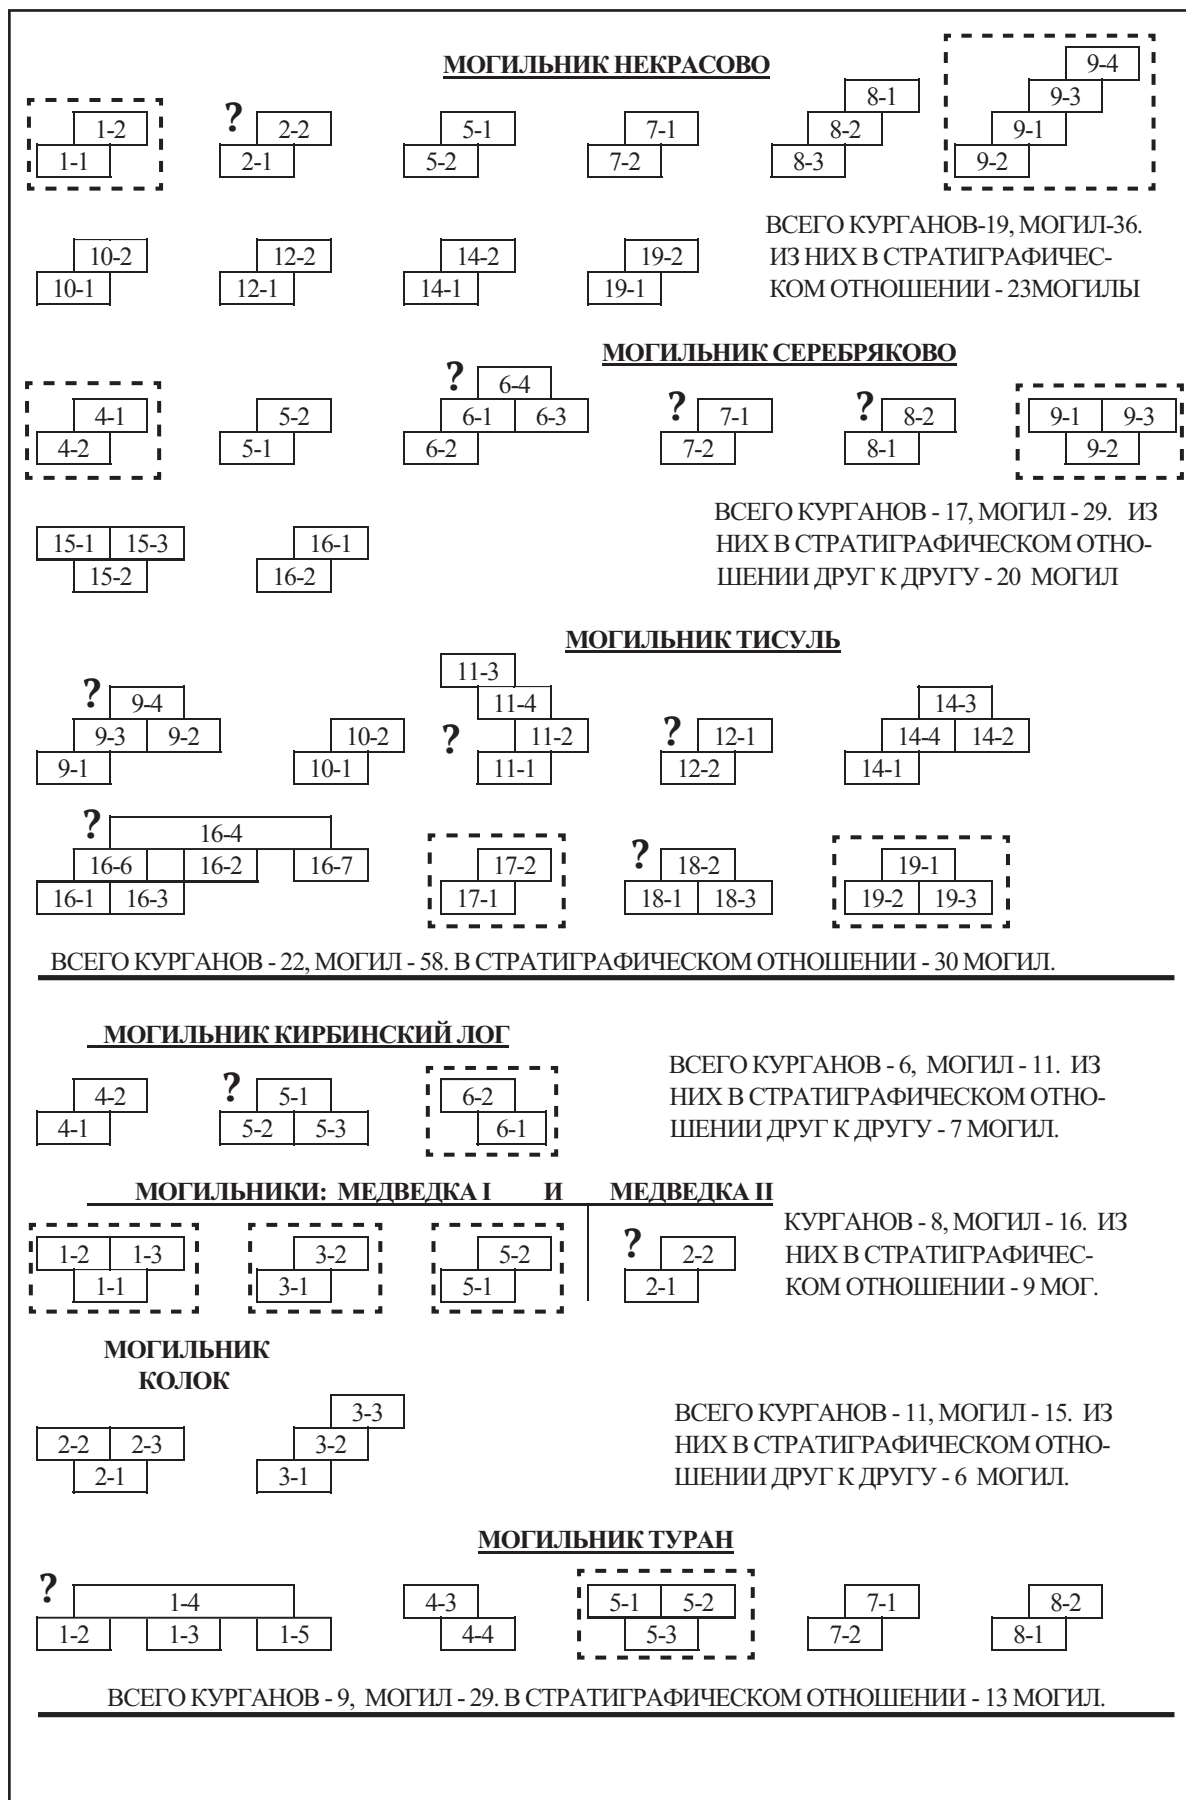 МОГИЛЬНИК НЕКРАСОВО
9-4
8-1 9-3
1-2 ? 2-2 5-1 7-1 8-2 9-1
1-1 2-1 5-2 7-2 8-3 9-2
ВСЕГО КУРГАНОВ-19, МОГИЛ-36.
ИЗ НИХ В СТРАТИГРАФИЧЕС-
КОМ ОТНОШЕНИИ - 23МОГИЛЫ
10-2 12-2 14-2 19-2
10-1 12-1 14-1 19-1
МОГИЛЬНИК СЕРЕБРЯКОВО
? 6-4
4-1 5-2 6-1 6-3 ? 7-1 ? 8-2 9-1 9-3
4-2 5-1 6-2 7-2 8-1 9-2
ВСЕГО КУРГАНОВ - 17, МОГИЛ - 29. ИЗ
НИХ В СТРАТИГРАФИЧЕСКОМ ОТНО-
ШЕНИИ ДРУГ К ДРУГУ - 20 МОГИЛ
15-1 15-3 16-1
15-2 16-2
МОГИЛЬНИК ТИСУЛЬ
11-3
? 9-4 11-4 14-3
9-3 9-2 10-2 ? 11-2 ? 12-1 14-4 14-2
9-1 10-1 11-1 12-2 14-1
? 16-4
16-6 16-2 16-7 17-2 ? 18-2 19-1
16-1 16-3 17-1 18-1 18-3 19-2 19-3
ВСЕГО КУРГАНОВ - 22, МОГИЛ - 58. В СТРАТИГРАФИЧЕСКОМ ОТНОШЕНИИ - 30 МОГИЛ.
МОГИЛЬНИК КИРБИНСКИЙ ЛОГ
ВСЕГО КУРГАНОВ - 6, МОГИЛ - 11. ИЗ
НИХ В СТРАТИГРАФИЧЕСКОМ ОТНО-
ШЕНИИ ДРУГ К ДРУГУ - 7 МОГИЛ.
4-2 ? 5-1 6-2
4-1 5-2 5-3 6-1
МОГИЛЬНИКИ: МЕДВЕДКА I И МЕДВЕДКА II
КУРГАНОВ - 8, МОГИЛ - 16. ИЗ
НИХ В СТРАТИГРАФИЧЕС-
КОМ ОТНОШЕНИИ - 9 МОГ.
1-2 1-3 3-2 5-2 ? 2-2
1-1 3-1 5-1 2-1
МОГИЛЬНИК
КОЛОК
3-3
2-2 2-3 3-2
2-1 3-1
ВСЕГО КУРГАНОВ - 11, МОГИЛ - 15. ИЗ
НИХ В СТРАТИГРАФИЧЕСКОМ ОТНО-
ШЕНИИ ДРУГ К ДРУГУ - 6 МОГИЛ.
МОГИЛЬНИК ТУРАН
? 1-4 4-3 5-1 5-2 7-1 8-2
1-2 1-3 1-5 4-4 5-3 7-2 8-1
ВСЕГО КУРГАНОВ - 9, МОГИЛ - 29. В СТРАТИГРАФИЧЕСКОМ ОТНОШЕНИИ - 13 МОГИЛ.